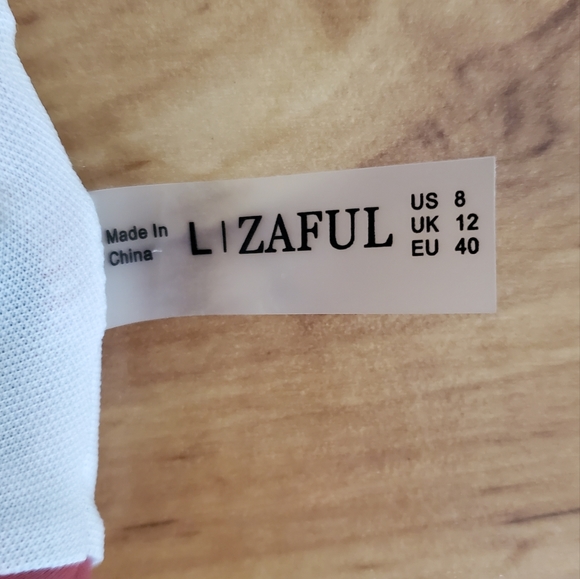 Made In
China
L | ZAFUL
US 8
UK 12
EU 40